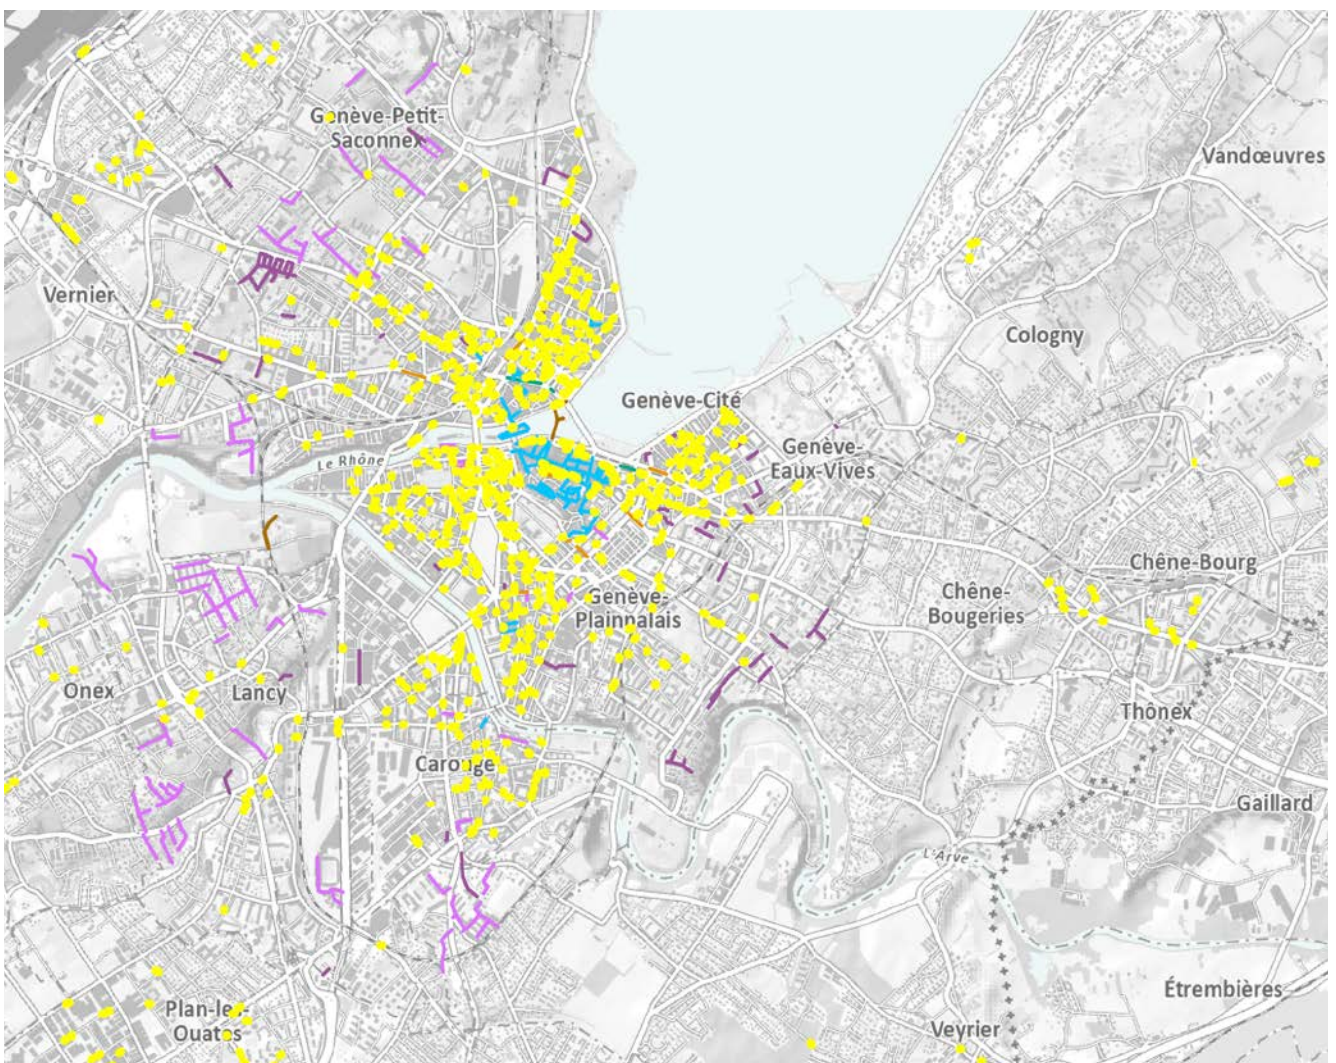 Genève-Petit-
Saconnex
Vandœuvres
Vernier
Cologny
Genève-Cité
Genève-
Eaux-Vives
Le Rhône
Chêne-Bourg
Chêne-
Bougeries
Genève-
Plainpalais
Onex
Lancy
Thônex
Carouge
Gaillard
L'Arve
Étrembières
Plan-les-
Ouates
Veyrier